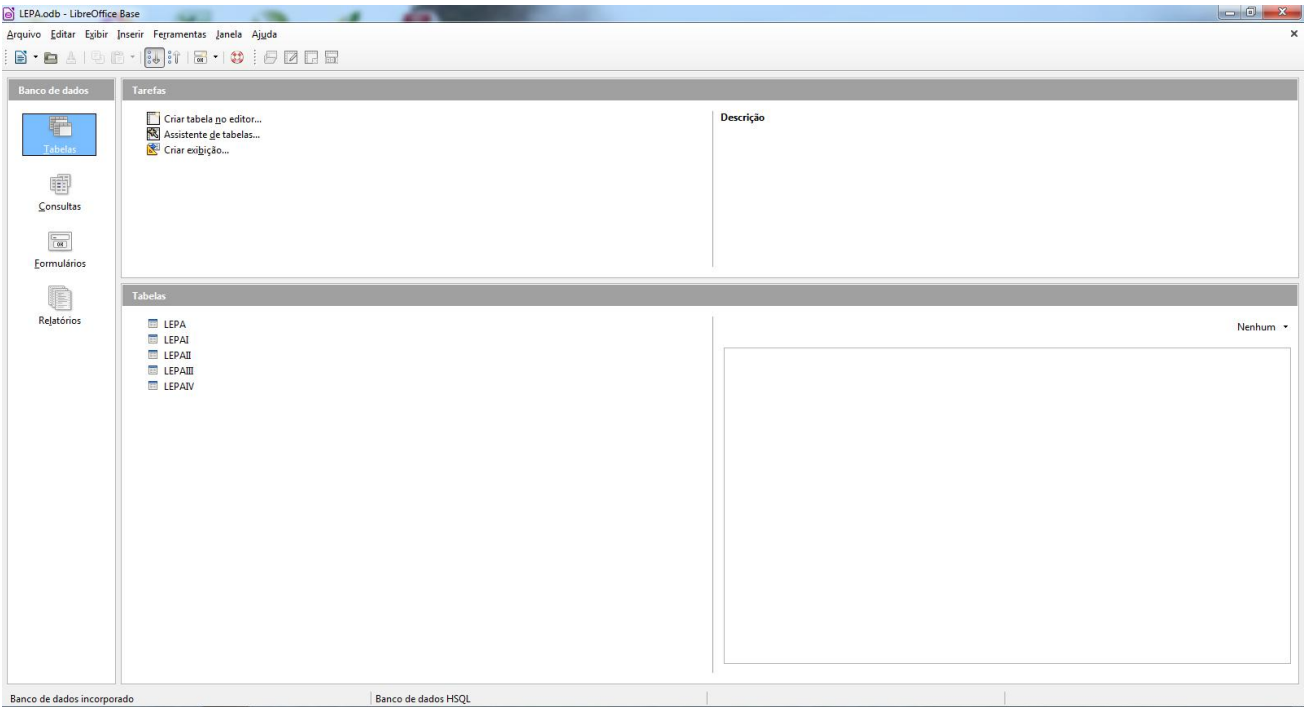 LEPA.odb - LibreOffice Base
Arquivo Editar Exibir Inserir Ferramentas Janela Ajuda
Banco de dados
Tabelas
Consultas
Formulários
Relatórios
Tarefas
Criar tabela no editor...
Assistente de tabelas...
Criar exibição...
Descrição
Tabelas
LEPA
LEPAI
LEPAII
LEPAIII
LEPAIV
Nenhum
Banco de dados incorporado
Banco de dados HSQL